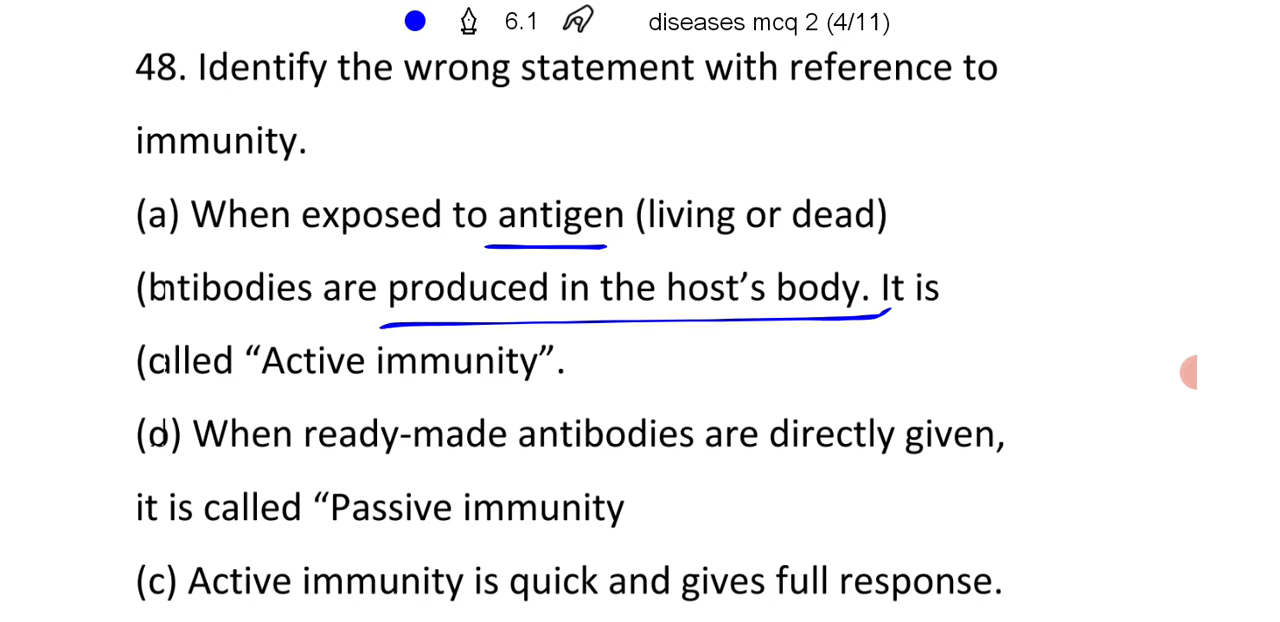 6.1 diseases mcq 2 (4/11)
48. Identify the wrong statement with reference to
immunity.
(a) When exposed to antigen (living or dead)
antibodies are produced in the host’s body. It is
called “Active immunity”.
(d) When ready-made antibodies are directly given,
it is called “Passive immunity
(c) Active immunity is quick and gives full response.